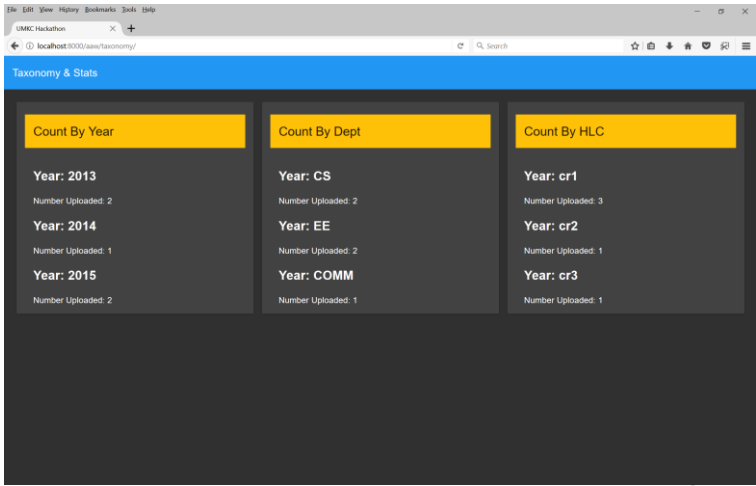 File Edit View History Bookmarks Tools Help
UMKC Hackathon
localhost:8000/aaw/taxonomy/
Search
Taxonomy & Stats
Count By Year
Year: 2013
Number Uploaded: 2
Year: 2014
Number Uploaded: 1
Year: 2015
Number Uploaded: 2
Count By Dept
Year: CS
Number Uploaded: 2
Year: EE
Number Uploaded: 2
Year: COMM
Number Uploaded: 1
Count By HLC
Year: cr1
Number Uploaded: 3
Year: cr2
Number Uploaded: 1
Year: cr3
Number Uploaded: 1